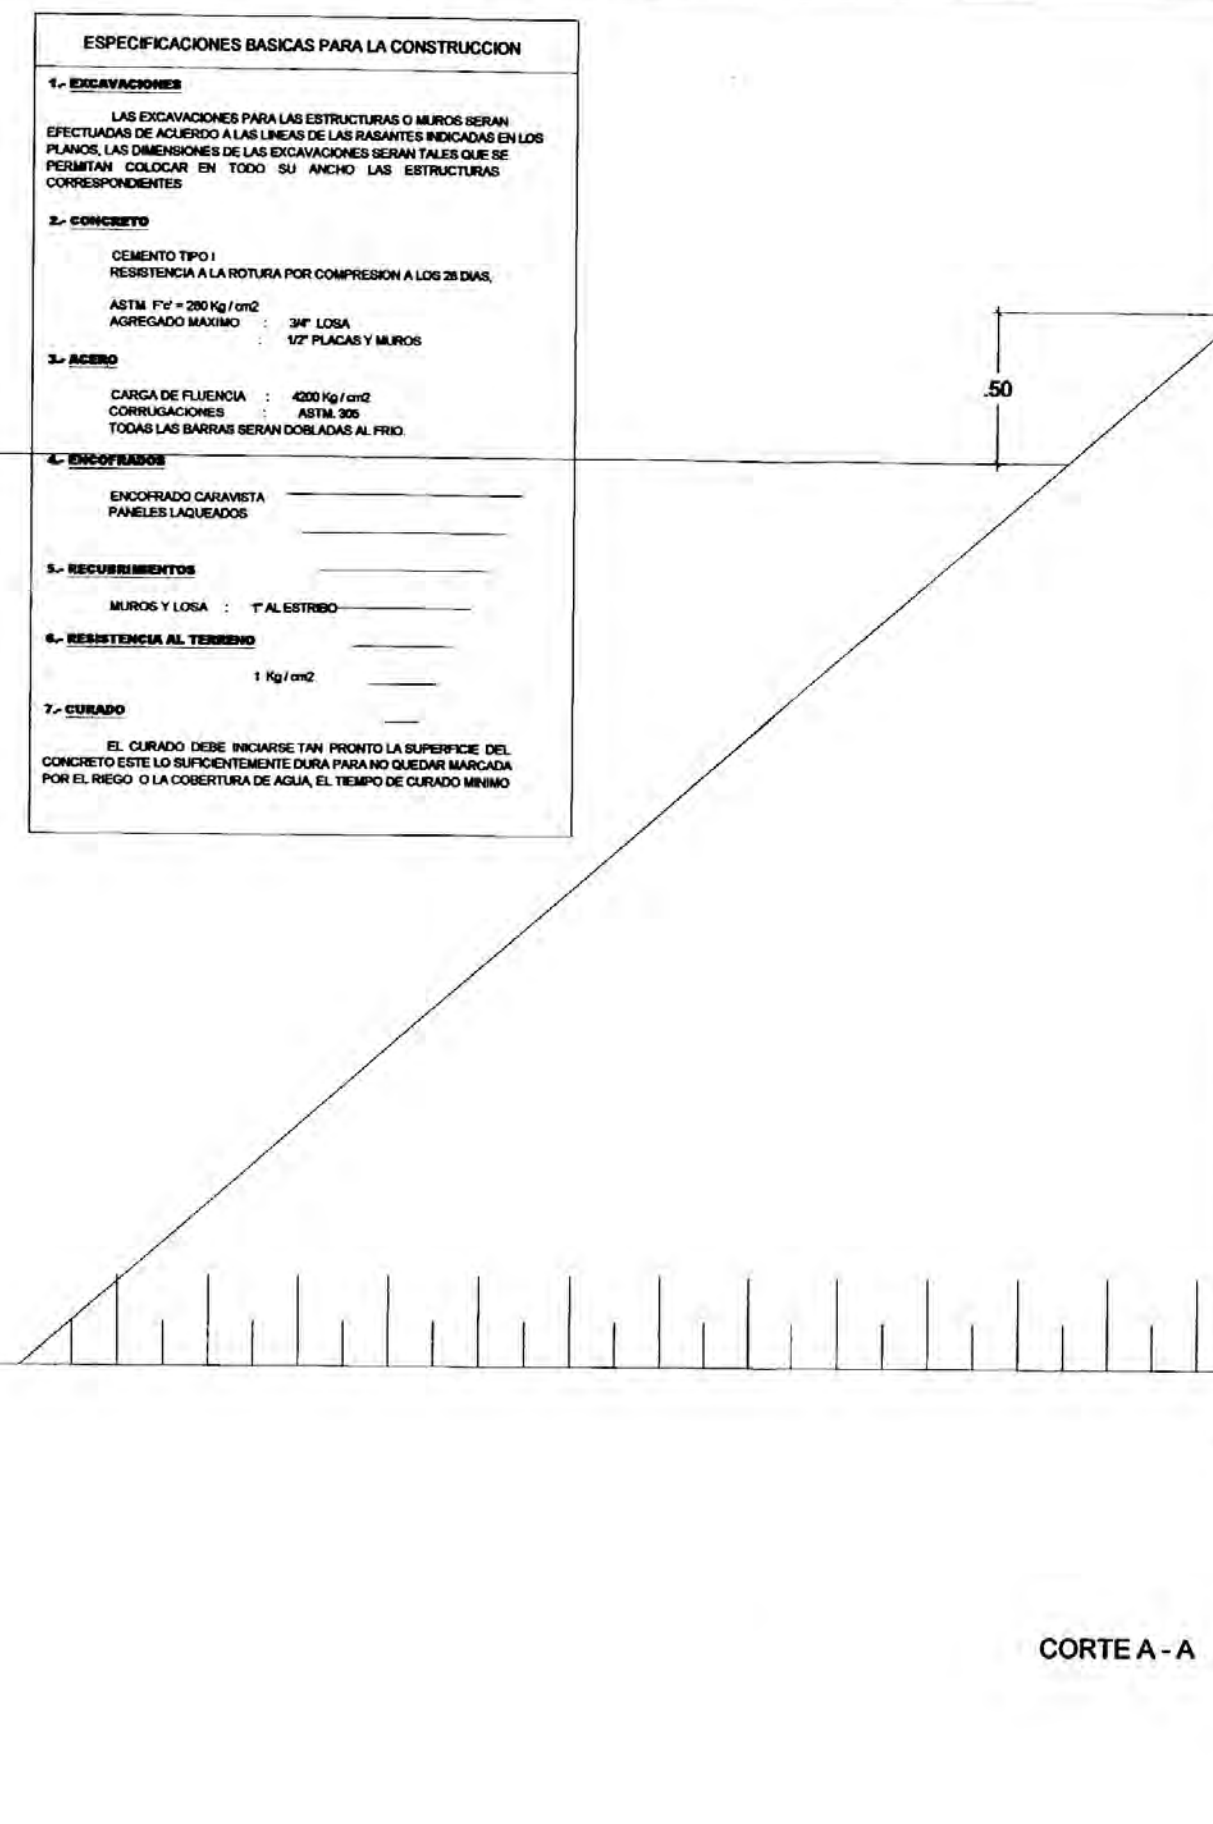 ESPECIFICACIONES BASICAS PARA LA CONSTRUCCION
1.- EXCAVACIONES
LAS EXCAVACIONES PARA LAS ESTRUCTURAS O MUROS SERAN
EFECTUADAS DE ACUERDO A LAS LINEAS DE LAS RASANTES INDICADAS EN LOS
PLANOS, LAS DIMENSIONES DE LAS EXCAVACIONES SERAN TALES QUE SE
PERMITAN COLOCAR EN TODO SU ANCHO LAS ESTRUCTURAS
CORRESPONDIENTES
2.- CONCRETO
CEMENTO TIPO I
RESISTENCIA A LA ROTURA POR COMPRESION A LOS 28 DIAS,
ASTM F'c' = 280 Kg / cm2
AGREGADO MAXIMO : 3/4" LOSA
: 1/2" PLACAS Y MUROS
3.- ACERO
CARGA DE FLUENCIA : 4200 Kg / cm2
CORRUGACIONES : ASTM. 305
TODAS LAS BARRAS SERAN DOBLADAS AL FRIO.
4.- ENCOFRADOS
ENCOFRADO CARAVISTA
PANELES LAQUEADOS
5.- RECUBRIMIENTOS
MUROS Y LOSA : 1" AL ESTRIBO
6.- RESISTENCIA AL TERRENO
1 Kg / cm2
7.- CURADO
EL CURADO DEBE INICIARSE TAN PRONTO LA SUPERFICIE DEL
CONCRETO ESTE LO SUFICIENTEMENTE DURA PARA NO QUEDAR MARCADA
POR EL RIEGO O LA COBERTURA DE AGUA, EL TIEMPO DE CURADO MINIMO
.50
CORTE A - A